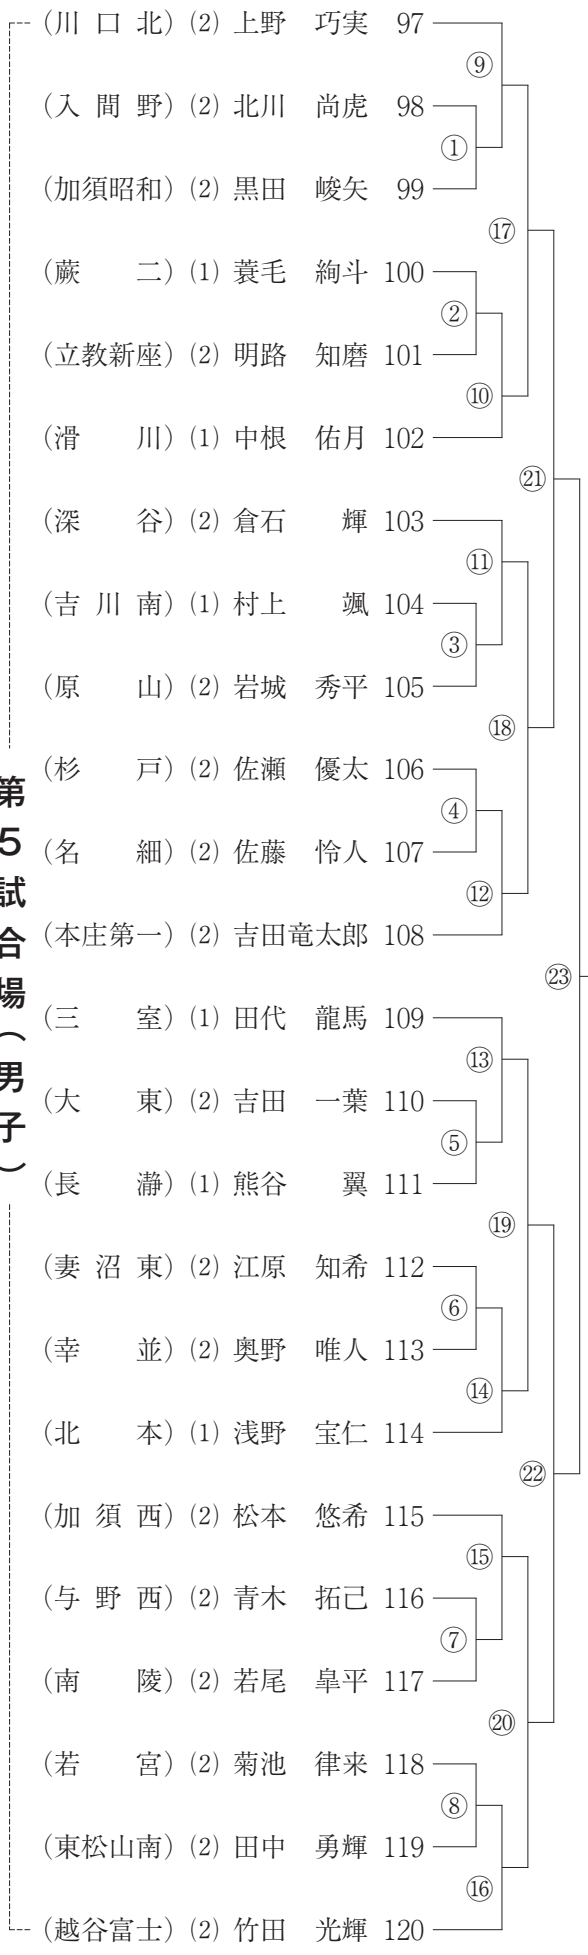 (川口北) (2) 上野 巧実 97
⑨
(入間野) (2) 北川 尚虎 98
①
(加須昭和) (2) 黒田 峻矢 99
⑰
(蕨二) (1) 蓑毛 絢斗 100
②
(立教新座) (2) 明路 知磨 101
⑩
(滑川) (1) 中根 佑月 102
㉑
(深谷) (2) 倉石 輝 103
⑪
(吉川南) (1) 村上 颯 104
③
(原山) (2) 岩城 秀平 105
⑱
(杉戸) (2) 佐瀬 優太 106
④
(名細) (2) 佐藤 怜人 107
⑫
(本庄第一) (2) 吉田竜太郎 108
第5試合場(男子)
㉓
(三室) (1) 田代 龍馬 109
⑬
(大東) (2) 吉田 一葉 110
⑤
(長瀞) (1) 熊谷 翼 111
⑲
(妻沼東) (2) 江原 知希 112
⑥
(幸並) (2) 奥野 唯人 113
⑭
(北本) (1) 浅野 宝仁 114
㉒
(加須西) (2) 松本 悠希 115
⑮
(与野西) (2) 青木 拓己 116
⑦
(南陵) (2) 若尾 皐平 117
⑳
(若宮) (2) 菊池 律来 118
⑧
(東松山南) (2) 田中 勇輝 119
⑯
(越谷富士) (2) 竹田 光輝 120